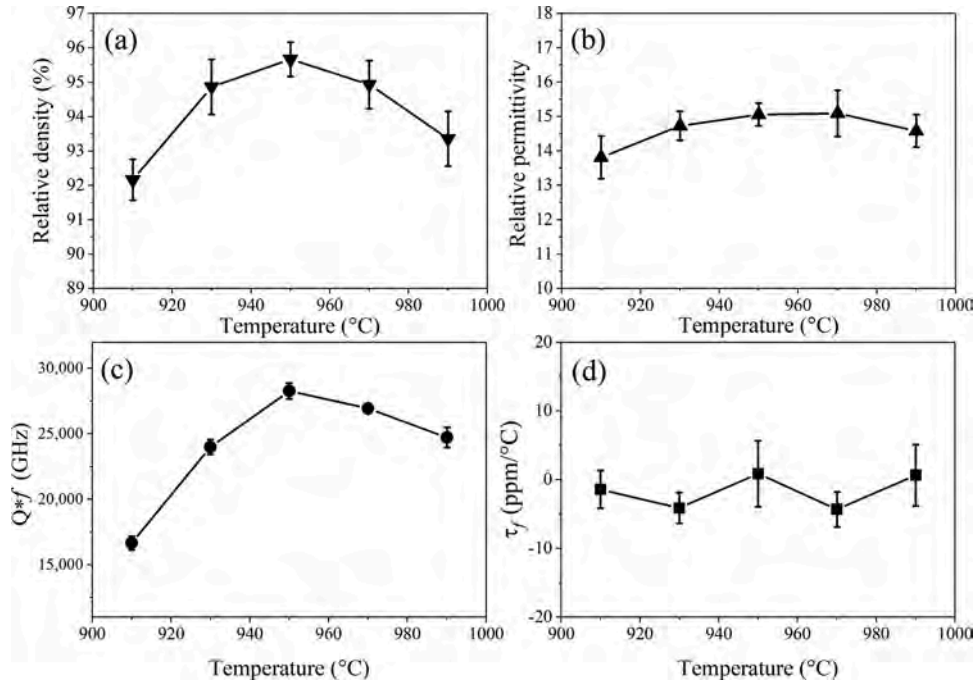 (a)
Relative density (%)
97
96
95
94
93
92
91
90
89
900 920 940 960 980 1000
Temperature (°C)
(b)
Relative permittivity
18
17
16
15
14
13
12
11
10
900 920 940 960 980 1000
Temperature (°C)
(c)
Q*f (GHz)
30,000
25,000
20,000
15,000
900 920 940 960 980 1000
Temperature (°C)
(d)
τf (ppm/°C)
20
10
0
-10
-20
900 920 940 960 980 1000
Temperature (°C)